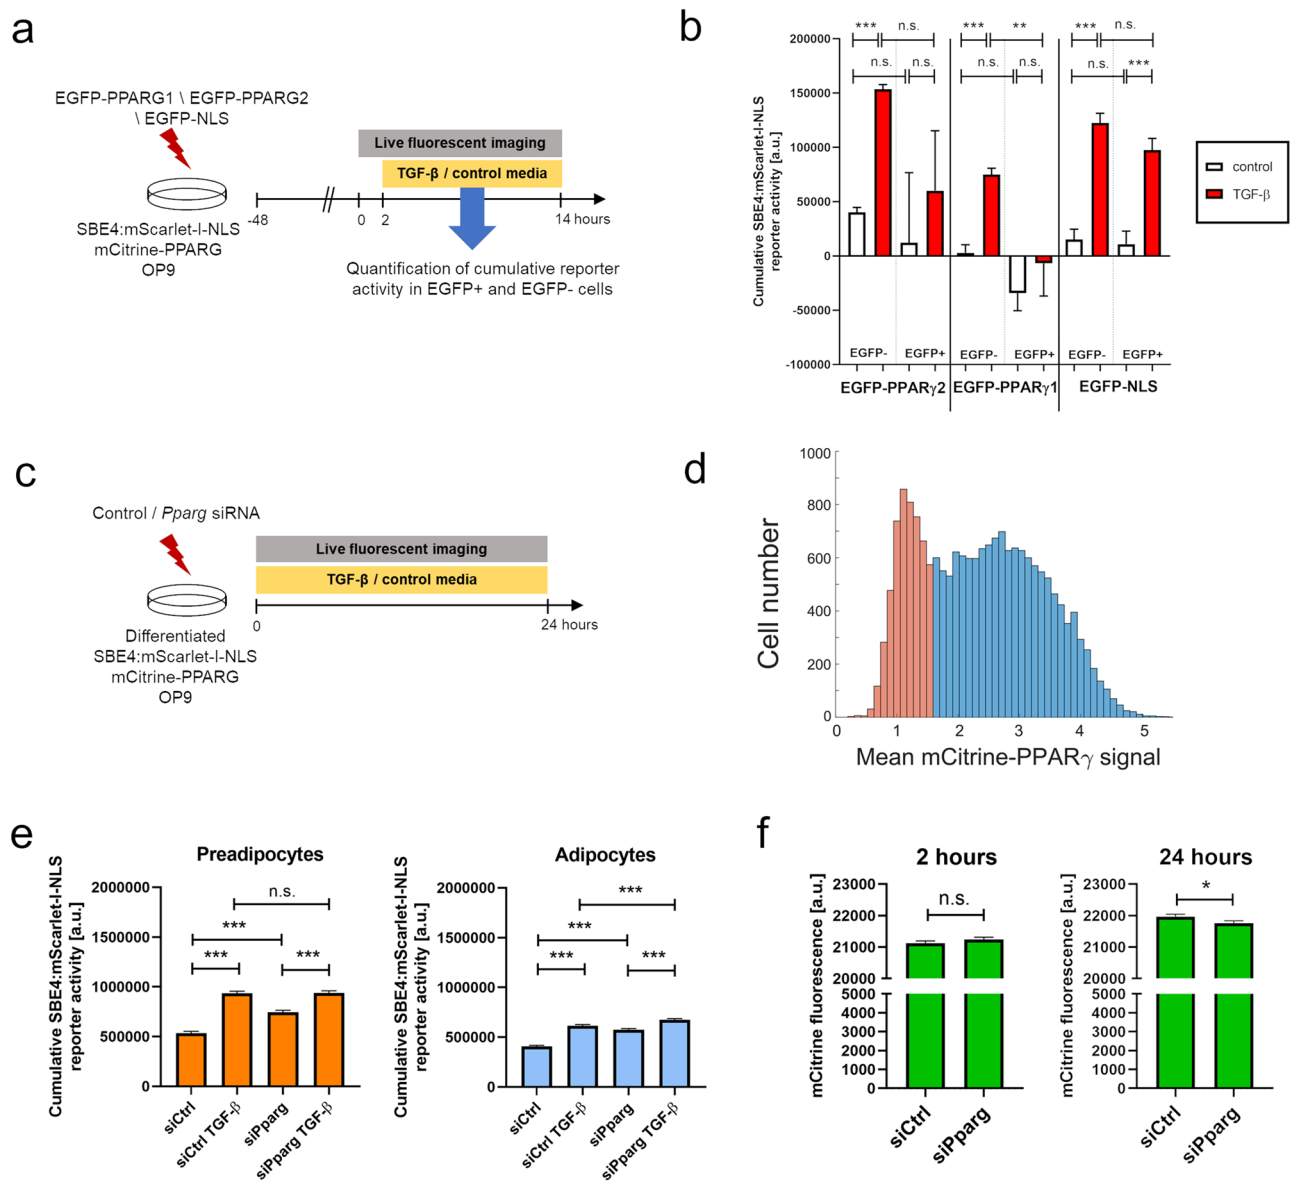 a
EGFP-PPARG1 \ EGFP-PPARG2
\ EGFP-NLS
SBE4:mScarlet-I-NLS
mCitrine-PPARG
OP9
Live fluorescent imaging
TGF-β / control media
-48
0
2
14 hours
Quantification of cumulative reporter
activity in EGFP+ and EGFP- cells
b
Cumulative SBE4:mScarlet-I-NLS
reporter activity [a.u.]
200000
150000
100000
50000
0
-50000
-100000
*** n.s. *** ** *** n.s.
n.s. n.s. n.s. n.s. n.s. ***
EGFP- EGFP+ EGFP- EGFP+ EGFP- EGFP+
EGFP-PPARγ2 EGFP-PPARγ1 EGFP-NLS
control
TGF-β
c
Control / Pparg siRNA
Differentiated
SBE4:mScarlet-I-NLS
mCitrine-PPARG
OP9
Live fluorescent imaging
TGF-β / control media
0
24 hours
d
Cell number
1000
800
600
400
200
0
0 1 2 3 4 5
Mean mCitrine-PPARγ signal
e
Preadipocytes
Cumulative SBE4:mScarlet-I-NLS
reporter activity [a.u.]
2000000
1500000
1000000
500000
0
n.s.
***
*** ***
siCtrl
siCtrl TGF-β
siPparg
siPparg TGF-β
Adipocytes
Cumulative SBE4:mScarlet-I-NLS
reporter activity [a.u.]
2000000
1500000
1000000
500000
0
***
***
*** ***
siCtrl
siCtrl TGF-β
siPparg
siPparg TGF-β
f
2 hours
mCitrine fluorescence [a.u.]
23000
22000
21000
20000
5000
4000
3000
2000
1000
0
n.s.
siCtrl
siPparg
24 hours
mCitrine fluorescence [a.u.]
23000
22000
21000
20000
5000
4000
3000
2000
1000
0
*
siCtrl
siPparg